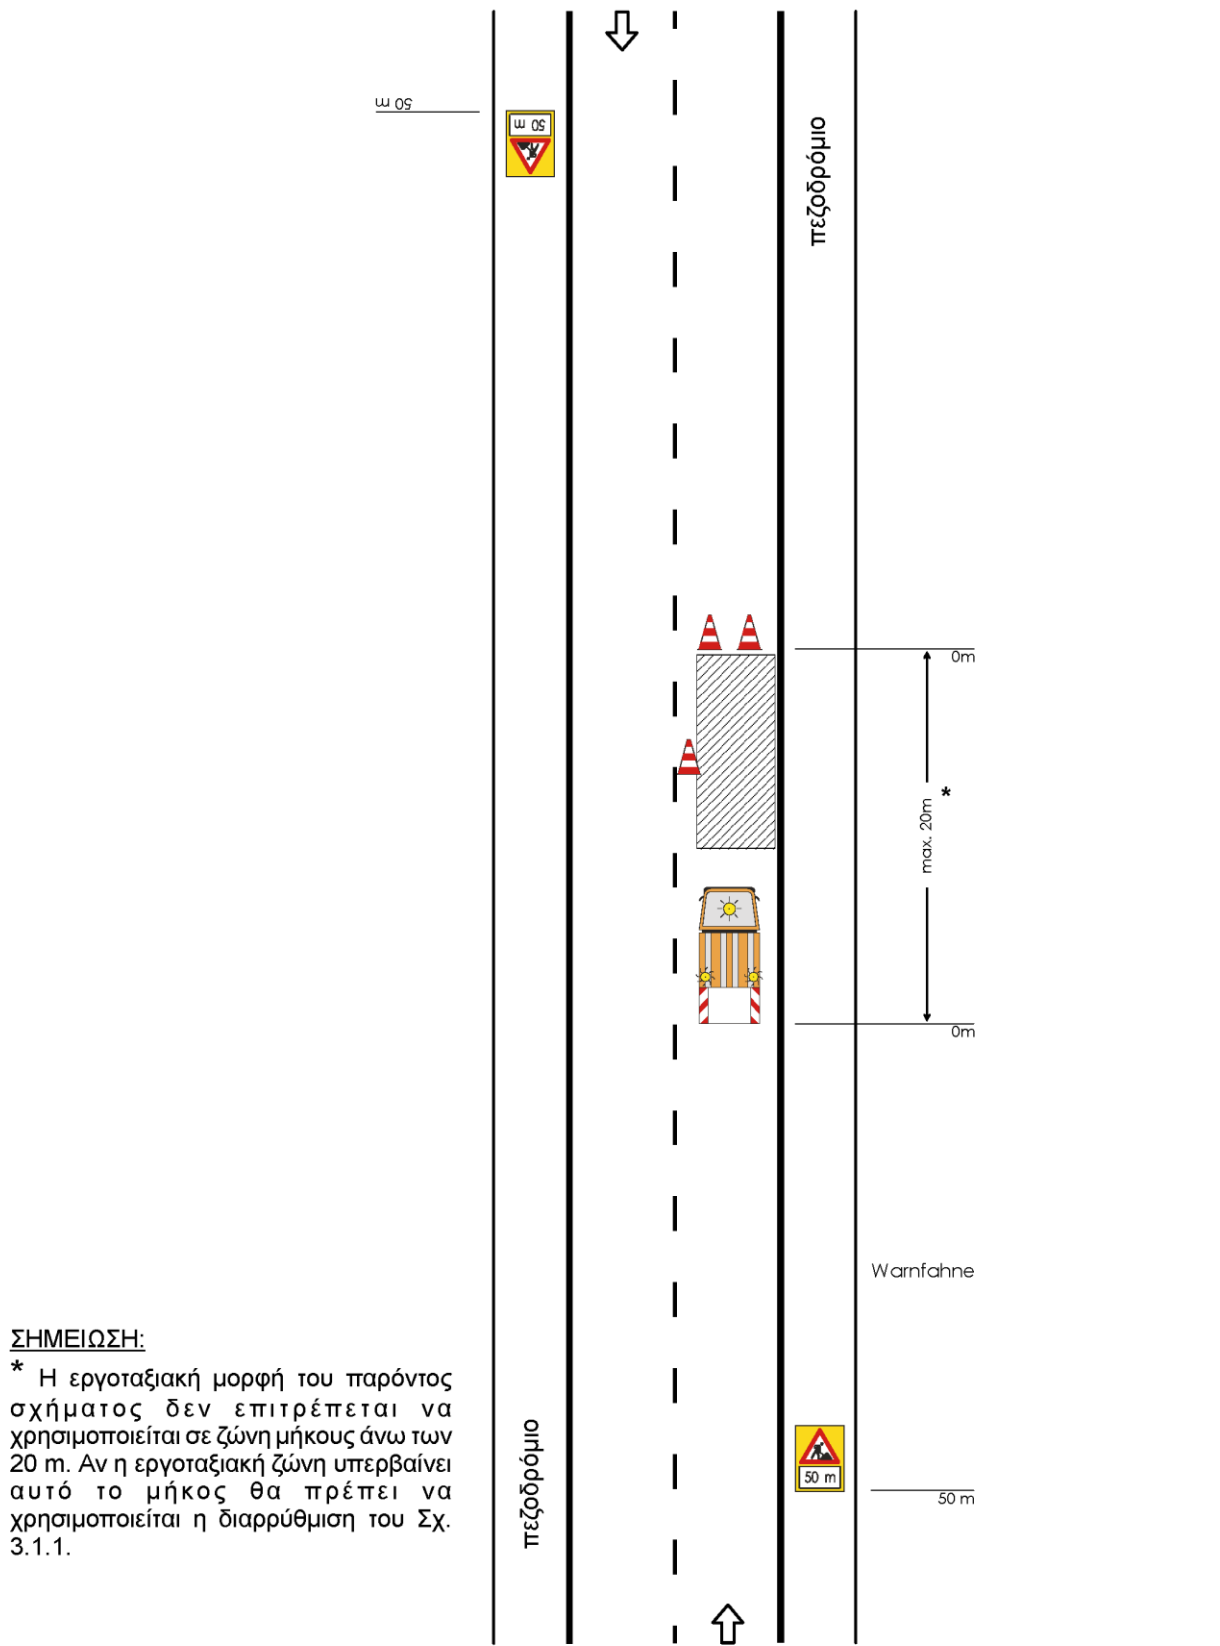 50 m
50 m
πεζοδρόμιο
0m
max. 20m
*
0m
Warnfahne
ΣΗΜΕΙΩΣΗ:
* Η εργοταξιακή μορφή του παρόντος
σχήματος δεν επιτρέπεται να
χρησιμοποιείται σε ζώνη μήκους άνω των
20 m. Αν η εργοταξιακή ζώνη υπερβαίνει
αυτό το μήκος θα πρέπει να
χρησιμοποιείται η διαρρύθμιση του Σχ.
3.1.1.
πεζοδρόμιο
50 m
50 m